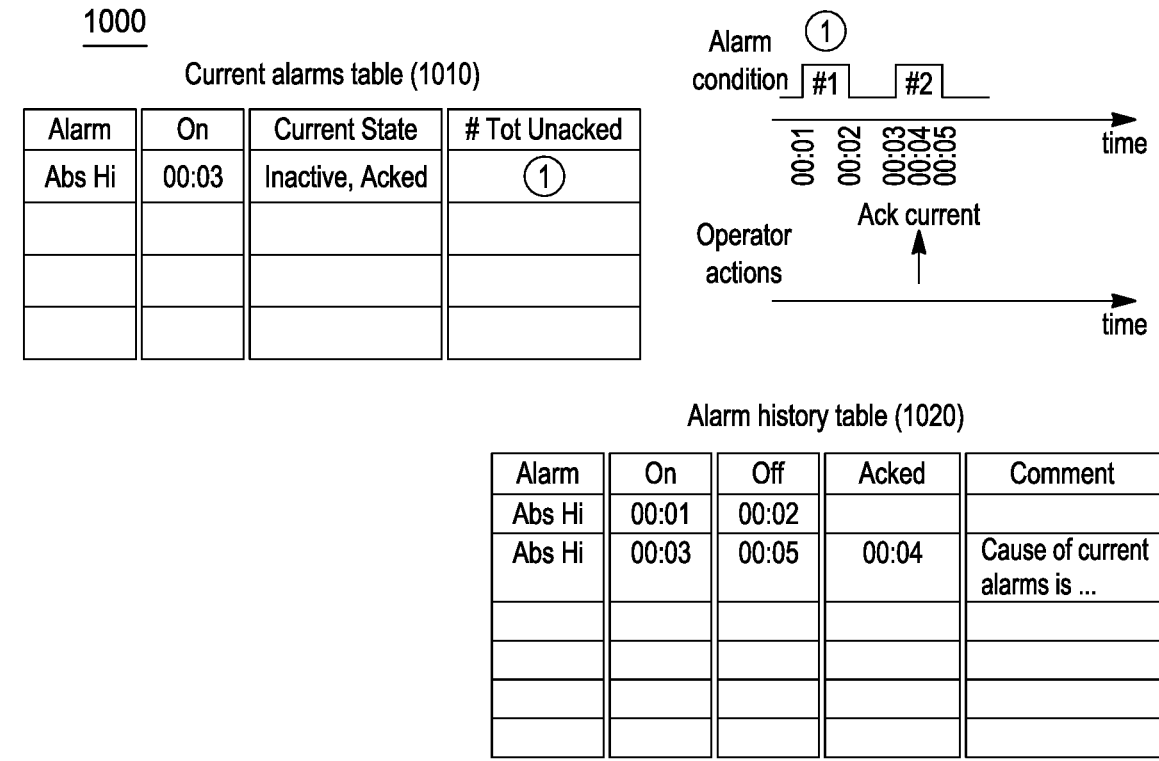 1000
Current alarms table (1010)
Alarm On Current State # Tot Unacked
Abs Hi 00:03 Inactive, Acked 1
Alarm
condition
1
#1 #2
time
00:01 00:02 00:03 00:04 00:05
Ack current
Operator
actions
time
Alarm history table (1020)
Alarm On Off Acked Comment
Abs Hi 00:01 00:02
Abs Hi 00:03 00:05 00:04 Cause of current
alarms is ...